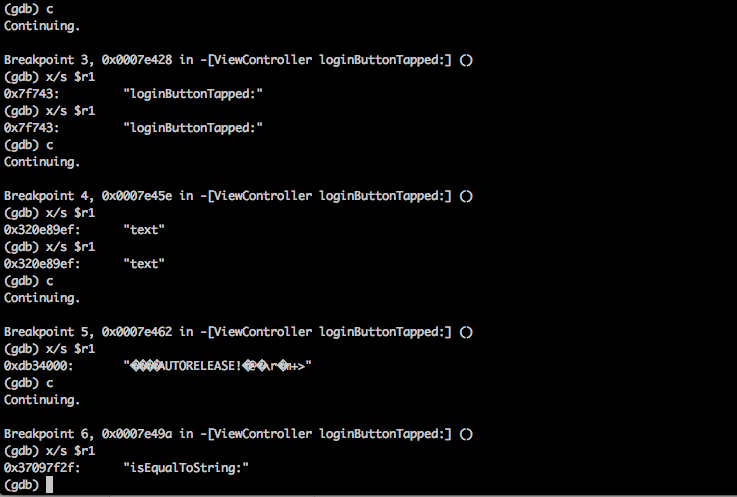 (gdb) c
Continuing.
Breakpoint 3, 0x0007e428 in -[ViewController loginButtonTapped:] ()
(gdb) x/s $r1
0x7f743: "loginButtonTapped:"
(gdb) x/s $r1
0x7f743: "loginButtonTapped:"
(gdb) c
Continuing.
Breakpoint 4, 0x0007e45e in -[ViewController loginButtonTapped:] ()
(gdb) x/s $r1
0x320e89ef: "text"
(gdb) x/s $r1
0x320e89ef: "text"
(gdb) c
Continuing.
Breakpoint 5, 0x0007e462 in -[ViewController loginButtonTapped:] ()
(gdb) x/s $r1
0xdb34000: "����AUTORELEASE!
(gdb) c
Continuing.
Breakpoint 6, 0x0007e49a in -[ViewController loginButtonTapped:] ()
(gdb) x/s $r1
0x37097f2f: "isEqualToString:"
(gdb)